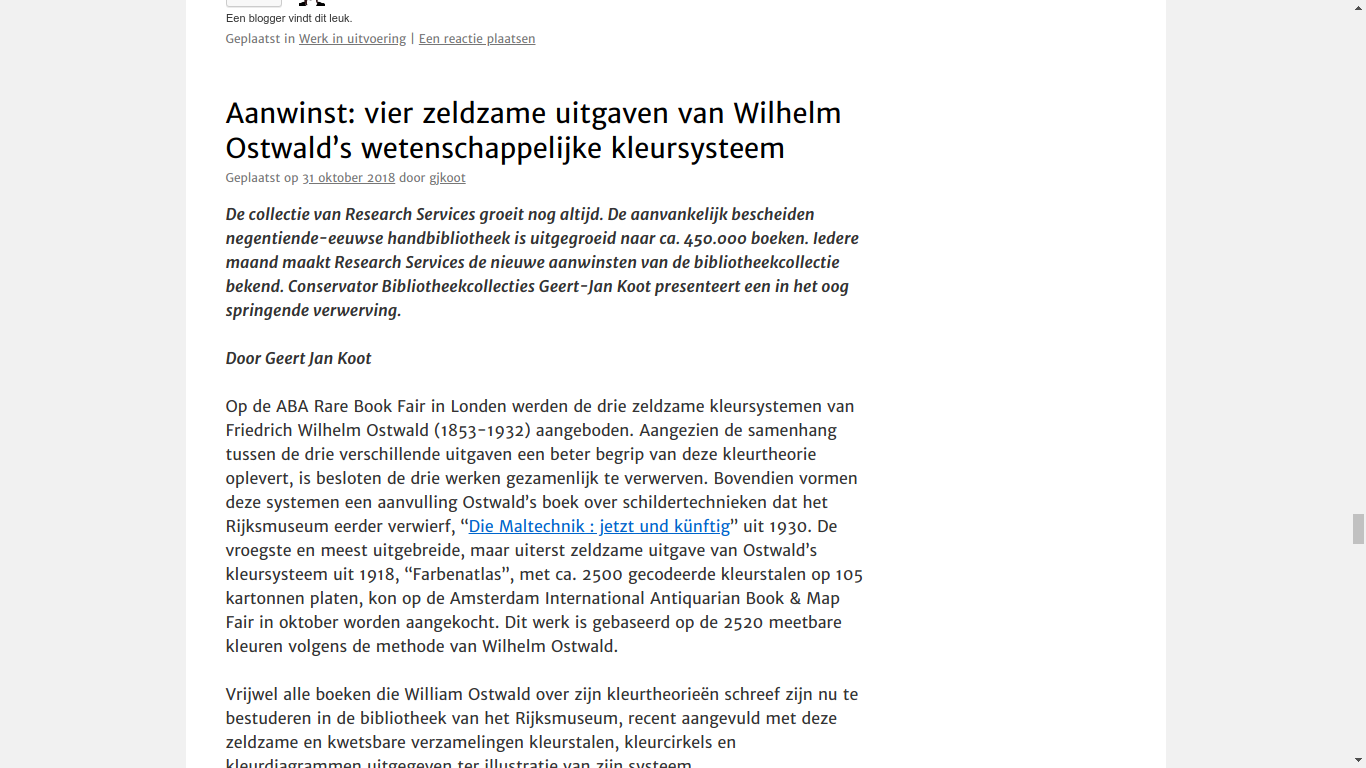 Een blogger vindt dit leuk.
Geplaatst in Werk in uitvoering | Een reactie plaatsen
Aanwinst: vier zeldzame uitgaven van Wilhelm
Ostwald’s wetenschappelijke kleursysteem
Geplaatst op 31 oktober 2018 door gjkoot
De collectie van Research Services groeit nog altijd. De aanvankelijk bescheiden
negentiende-eeuwse handbibliotheek is uitgegroeid naar ca. 450.000 boeken. Iedere
maand maakt Research Services de nieuwe aanwinsten van de bibliotheekcollectie
bekend. Conservator Bibliotheekcollecties Geert-Jan Koot presenteert een in het oog
springende verwerving.
Door Geert Jan Koot
Op de ABA Rare Book Fair in Londen werden de drie zeldzame kleursystemen van
Friedrich Wilhelm Ostwald (1853-1932) aangeboden. Aangezien de samenhang
tussen de drie verschillende uitgaven een beter begrip van deze kleurtheorie
oplevert, is besloten de drie werken gezamenlijk te verwerven. Bovendien vormen
deze systemen een aanvulling Ostwald’s boek over schildertechnieken dat het
Rijksmuseum eerder verwierf, “Die Maltechnik : jetzt und künftig” uit 1930. De
vroegste en meest uitgebreide, maar uiterst zeldzame uitgave van Ostwald’s
kleursysteem uit 1918, “Farbenatlas”, met ca. 2500 gecodeerde kleurstalen op 105
kartonnen platen, kon op de Amsterdam International Antiquarian Book & Map
Fair in oktober worden aangekocht. Dit werk is gebaseerd op de 2520 meetbare
kleuren volgens de methode van Wilhelm Ostwald.
Vrijwel alle boeken die William Ostwald over zijn kleurtheorieën schreef zijn nu te
bestuderen in de bibliotheek van het Rijksmuseum, recent aangevuld met deze
zeldzame en kwetsbare verzamelingen kleurstalen, kleurcirkels en
kleurdiagrammen uitgegeven ter illustratie van zijn systeem.